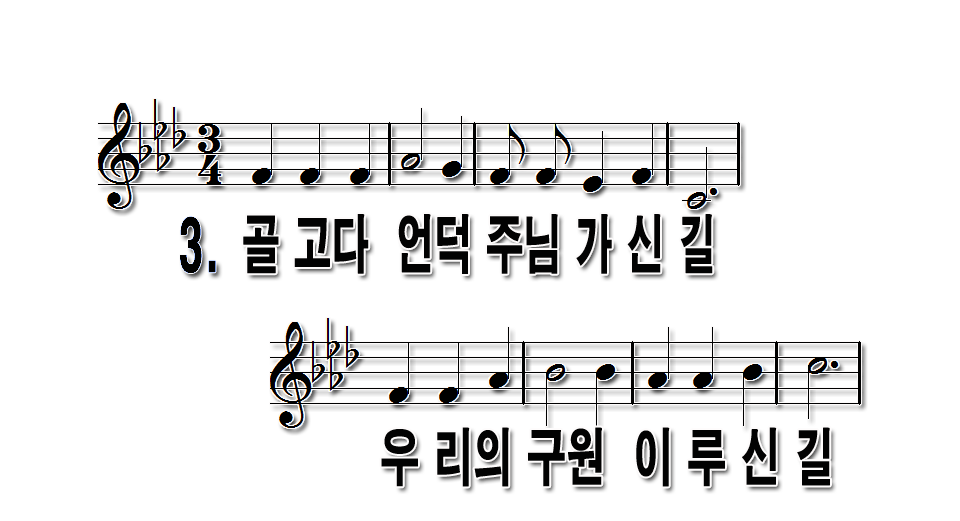 3. 골 고다 언덕 주님 가 신 길
우 리의 구원 이 루 신 길